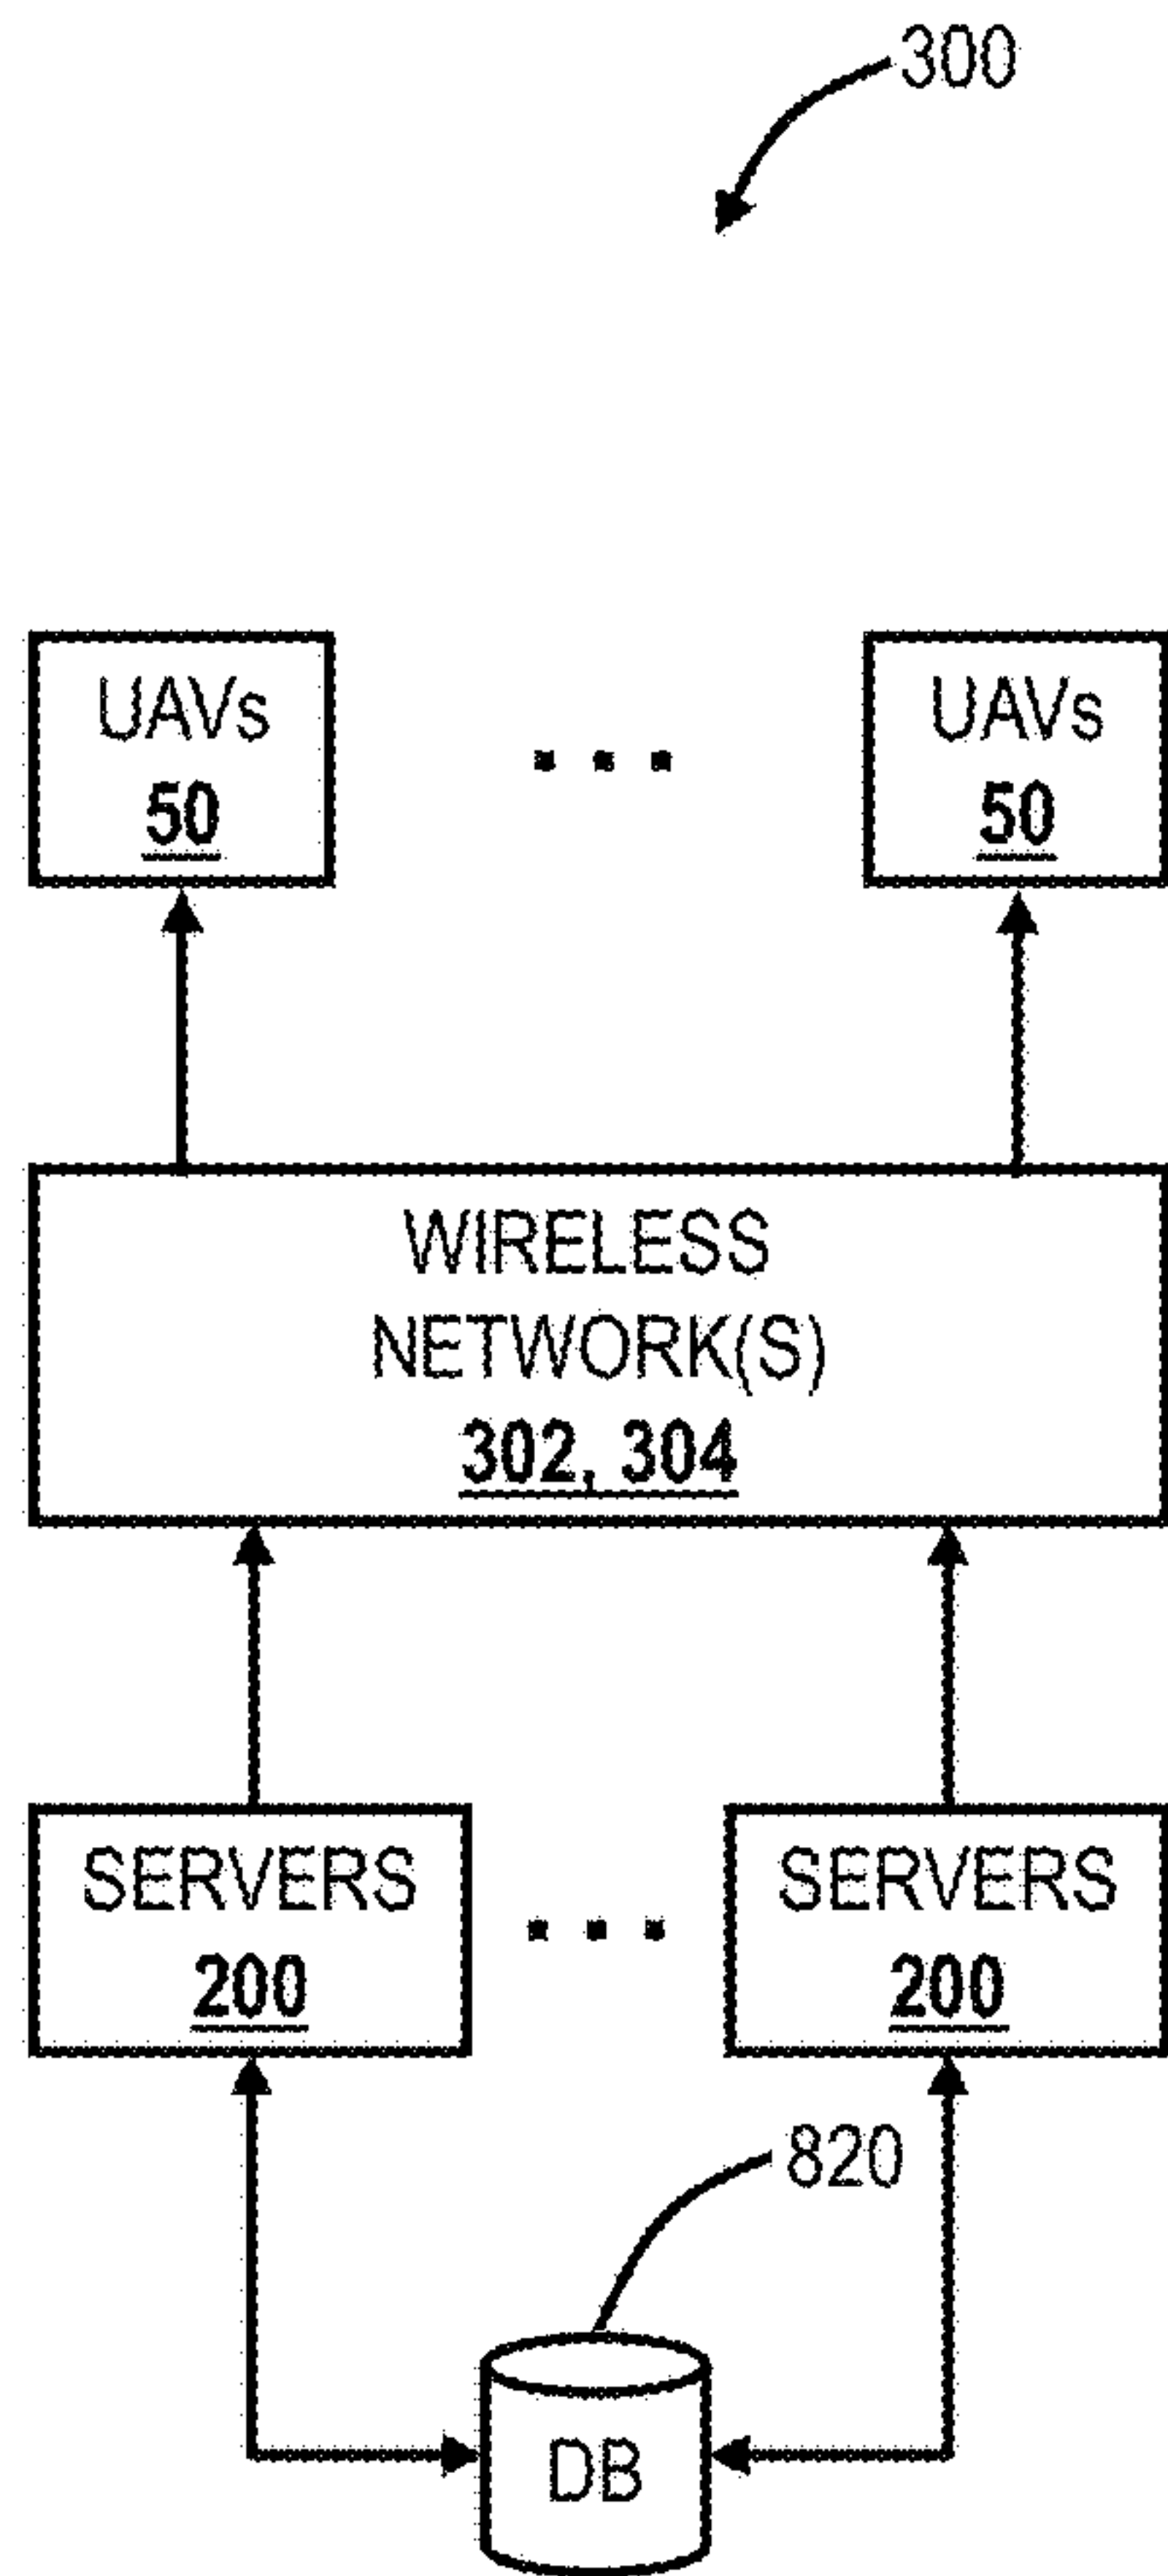 300
UAVs
50
UAVs
50
WIRELESS
NETWORK(S)
302, 304
SERVERS
200
SERVERS
200
820
DB